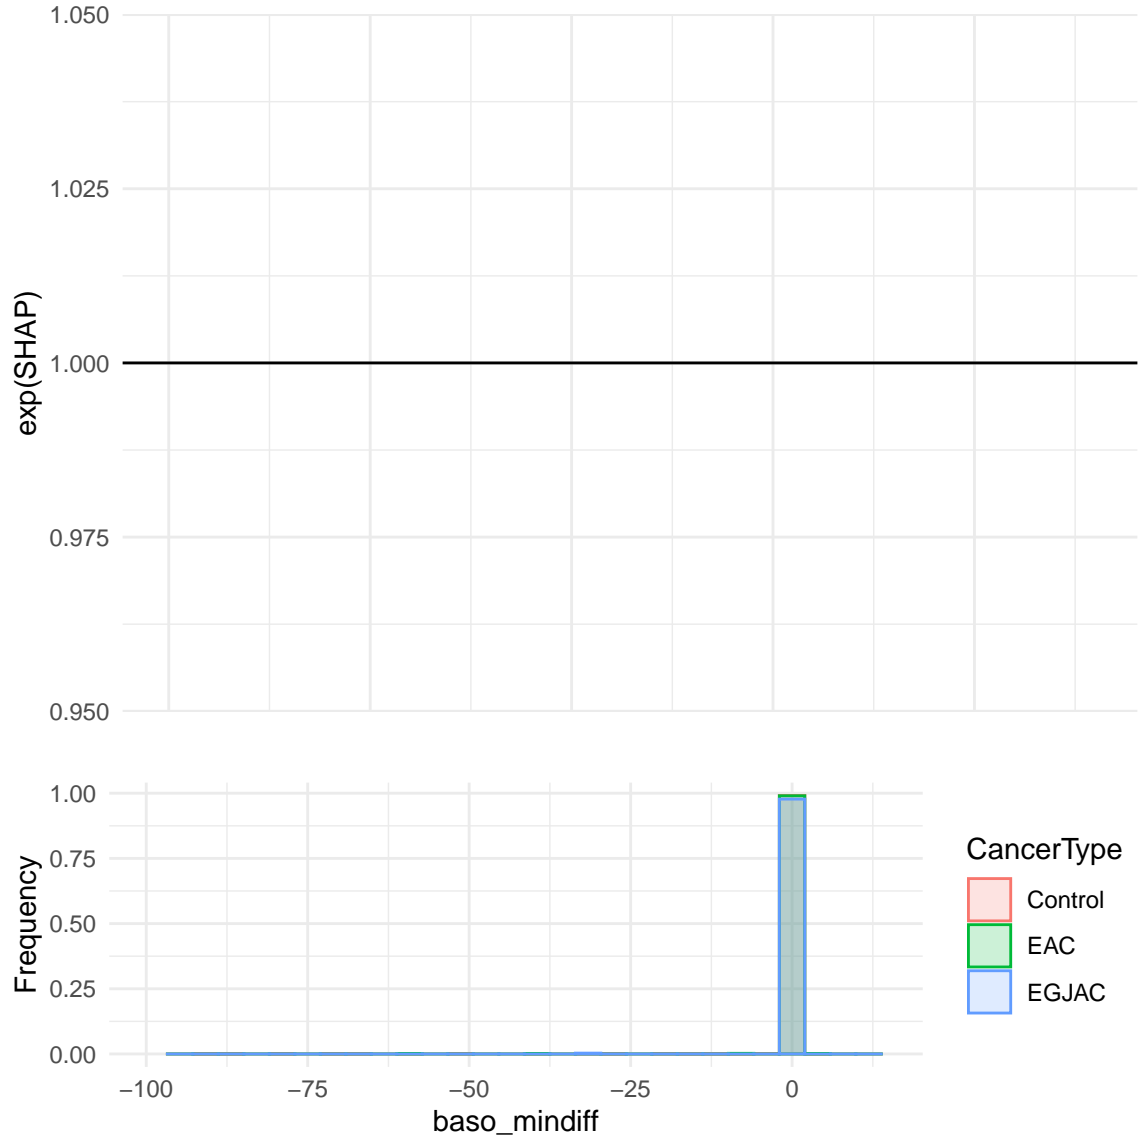 1.050
1.025
1.000
0.975
0.950
exp(SHAP)
1.00
0.75
0.50
0.25
0.00
Frequency
−100
−75
−50
−25
0
baso_mindiff
CancerType
Control
EAC
EGJAC